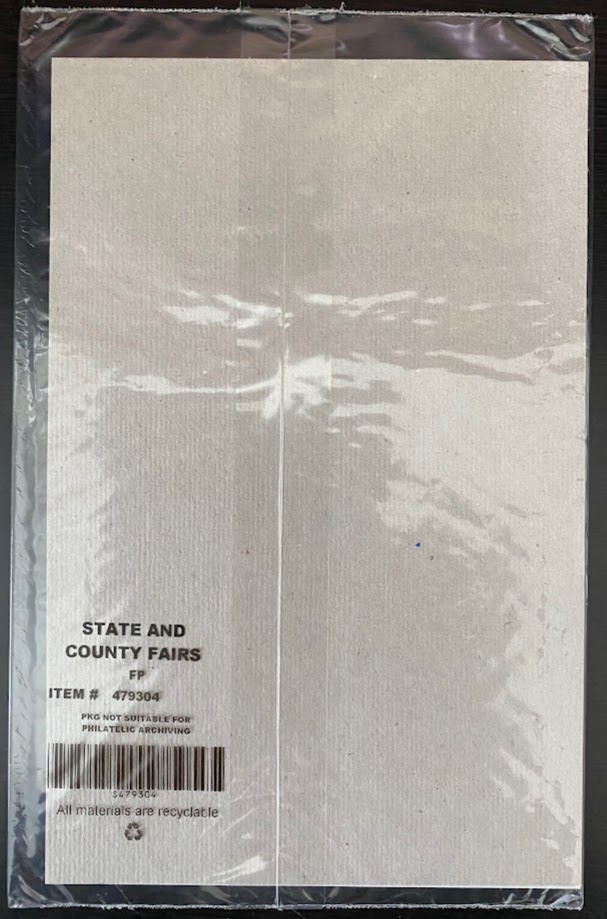 STATE AND
COUNTY FAIRS
FP
ITEM # 479304
PKG NOT SUITABLE FOR
PHILATELIC ARCHIVING
S479304
All materials are recyclable